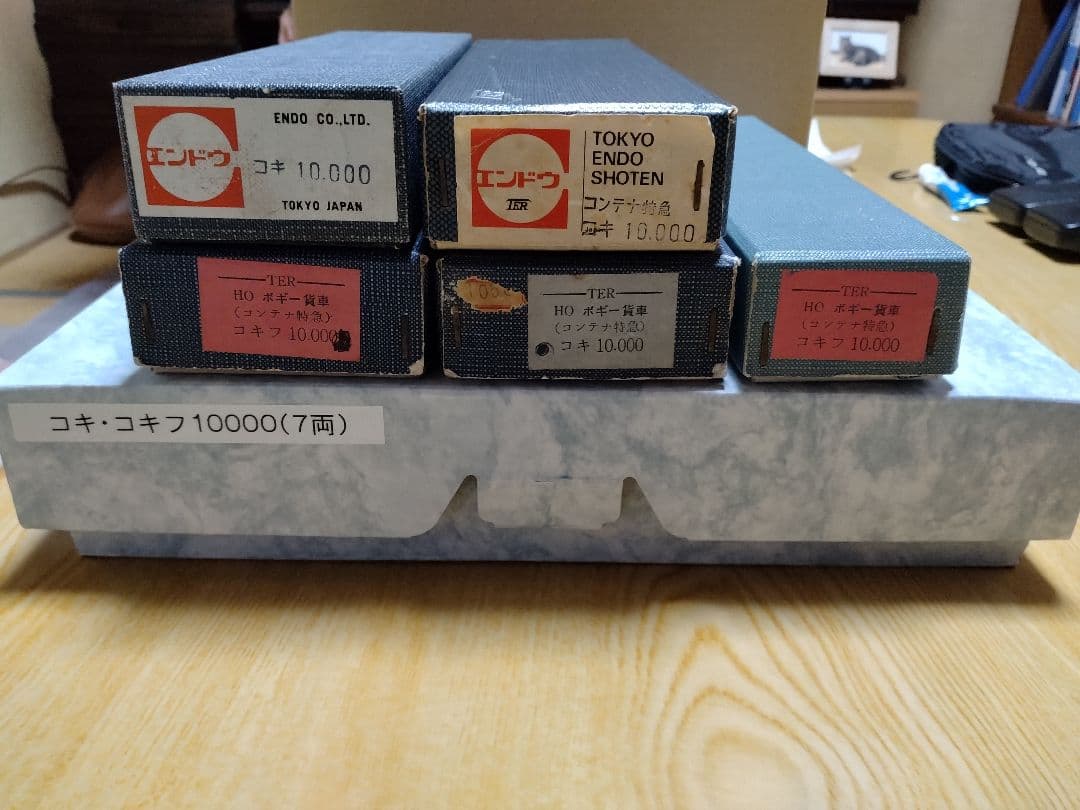 エンドウ
ENDO CO.,LTD.
コキ 10.000
TOKYO JAPAN
エンドウ
TER
TOKYO
ENDO
SHOTEN
コンテナ特急
コキ 10.000
TER
HO ボギー貨車
(コンテナ特急)
コキフ 10.000
TER
HO ボギー貨車
(コンテナ特急)
コキ 10.000
TER
HO ボギー貨車
(コンテナ特急)
コキフ 10.000
コキ・コキフ10000(7両)